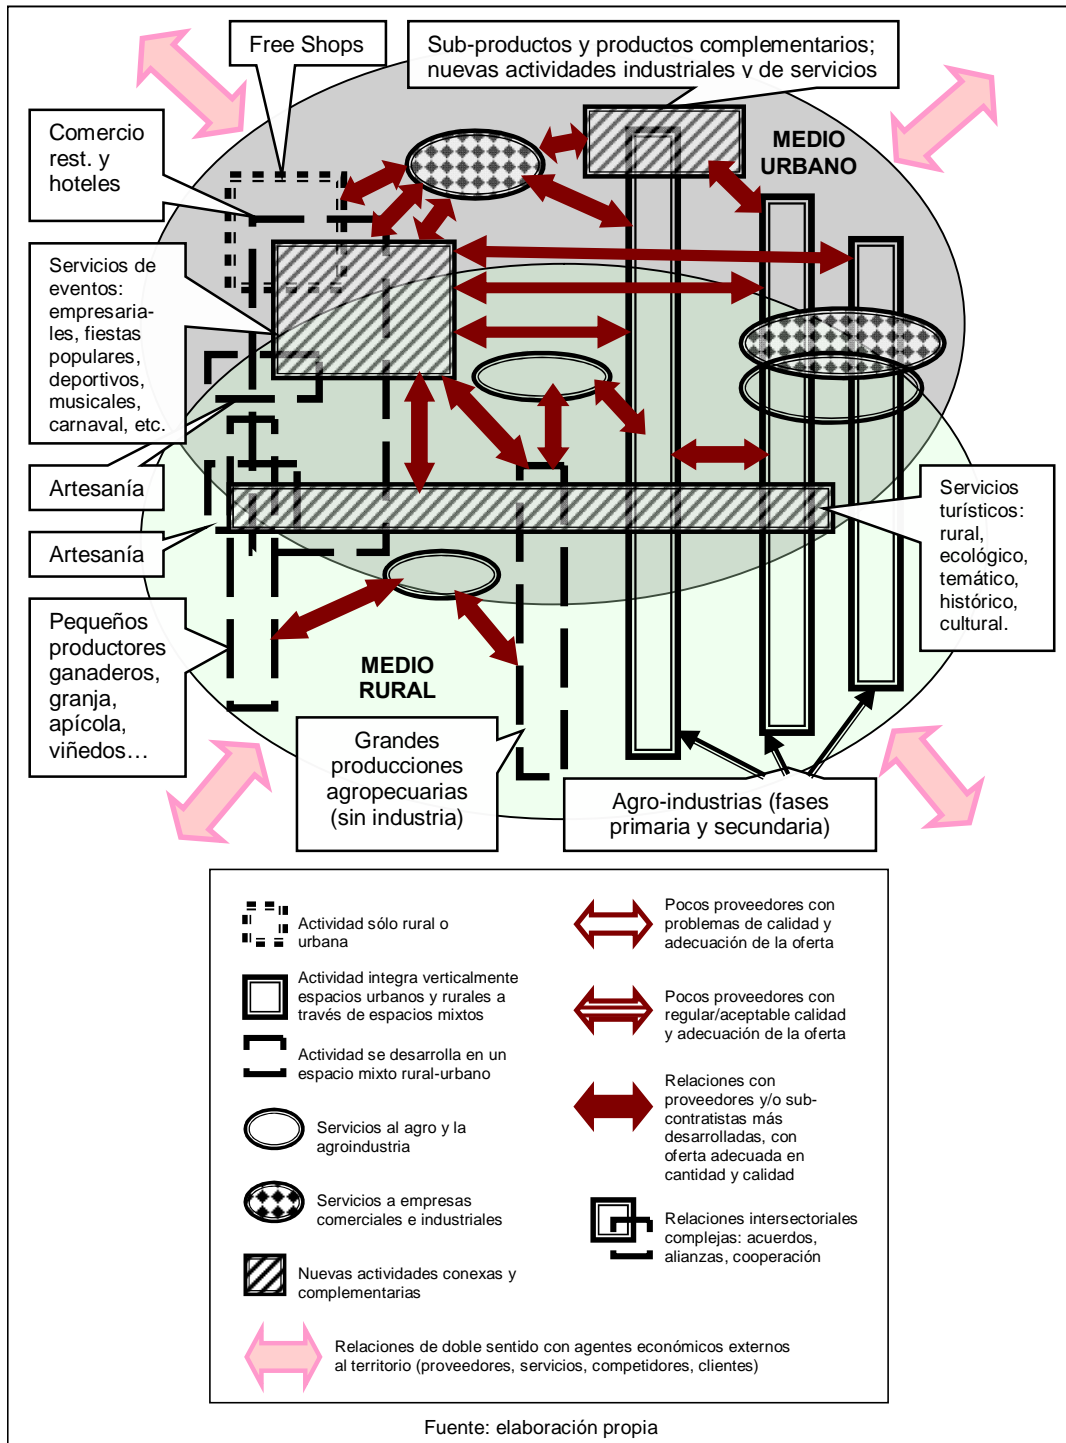 Free Shops
Sub-productos y productos complementarios;
nuevas actividades industriales y de servicios
Comercio
rest. y
hoteles
MEDIO
URBANO
Servicios de
eventos:
empresaria-
les, fiestas
populares,
deportivos,
musicales,
carnaval, etc.
Artesanía
Artesanía
Servicios
turísticos:
rural,
ecológico,
temático,
histórico,
cultural.
Pequeños
productores
ganaderos,
granja,
apícola,
viñedos…
MEDIO
RURAL
Grandes
producciones
agropecuarias
(sin industria)
Agro-industrias (fases
primaria y secundaria)
Actividad sólo rural o
urbana
Actividad integra verticalmente
espacios urbanos y rurales a
través de espacios mixtos
Actividad se desarrolla en un
espacio mixto rural-urbano
Servicios al agro y la
agroindustria
Servicios a empresas
comerciales e industriales
Nuevas actividades conexas y
complementarias
Pocos proveedores con
problemas de calidad y
adecuación de la oferta
Pocos proveedores con
regular/aceptable calidad
y adecuación de la oferta
Relaciones con
proveedores y/o sub-
contratistas más
desarrolladas, con
oferta adecuada en
cantidad y calidad
Relaciones intersectoriales
complejas: acuerdos,
alianzas, cooperación
Relaciones de doble sentido con agentes económicos externos
al territorio (proveedores, servicios, competidores, clientes)
Fuente: elaboración propia